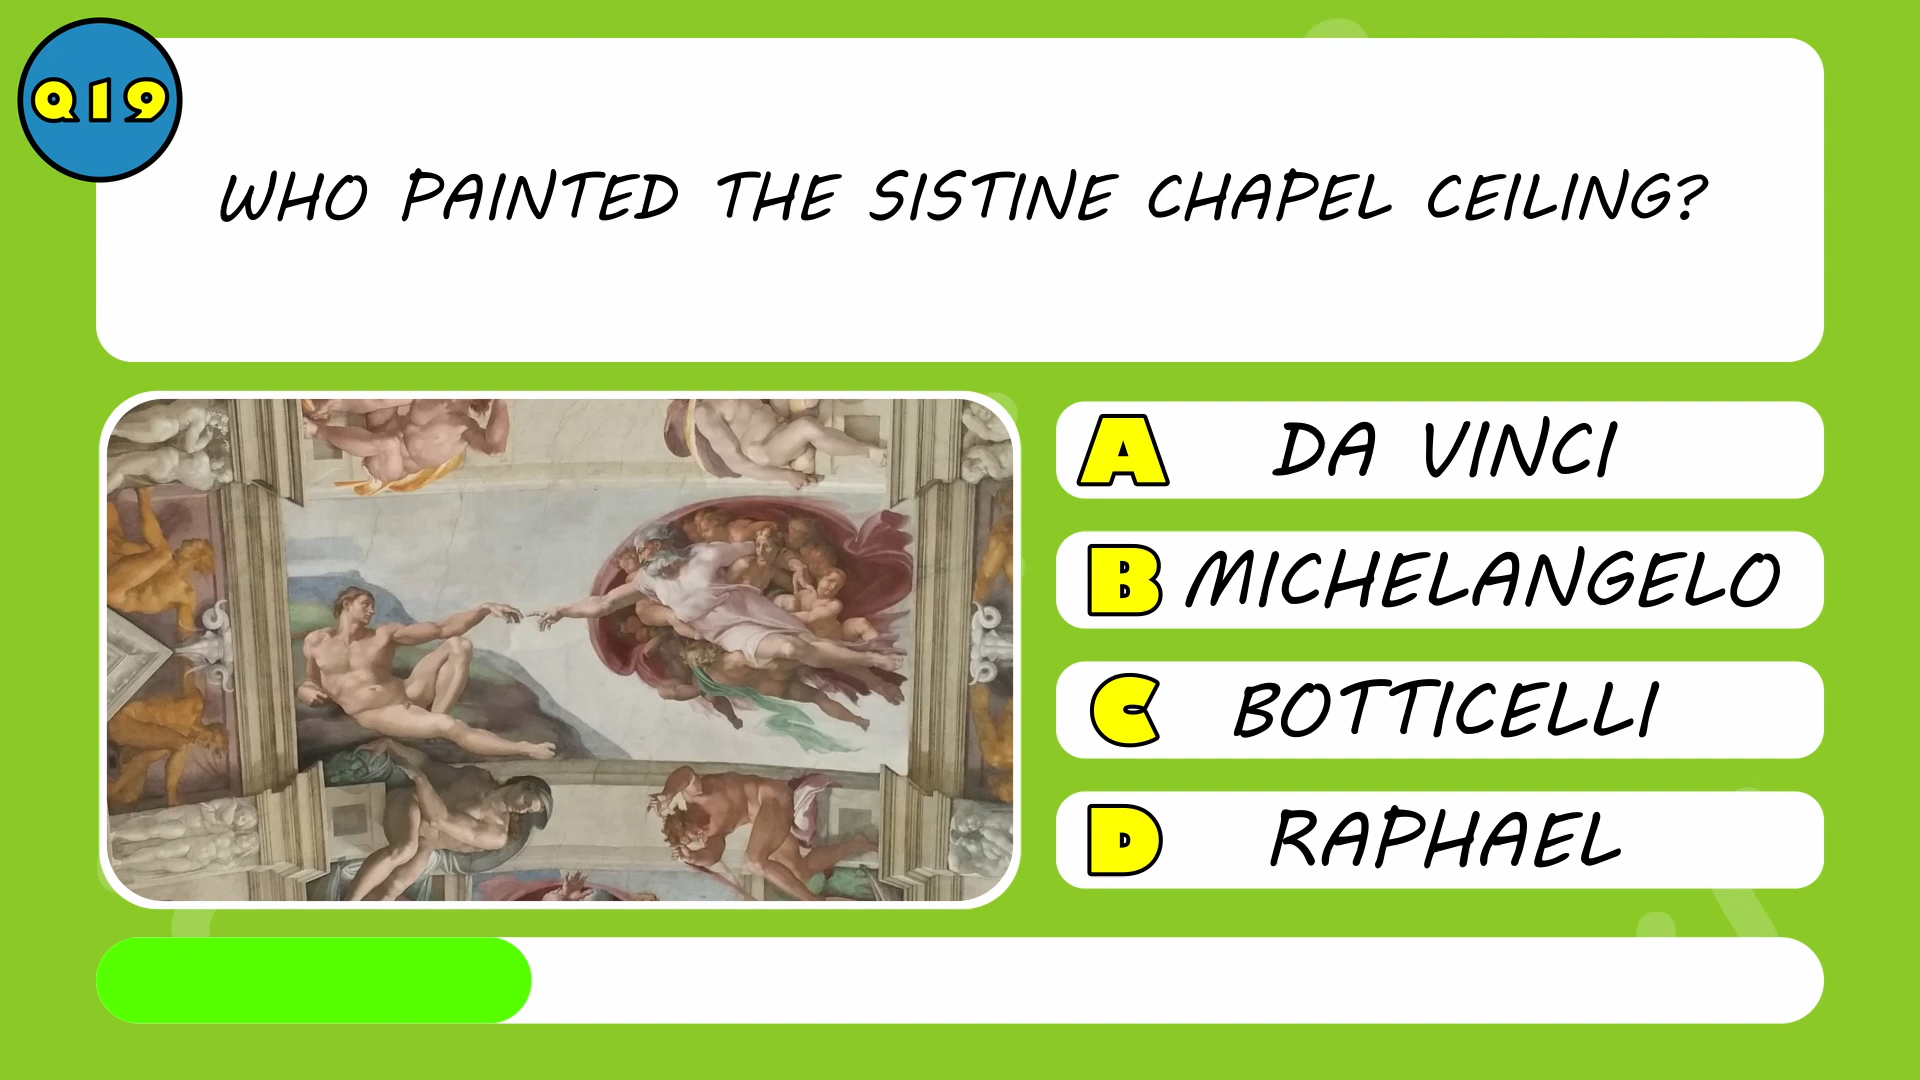 Q19
WHO PAINTED THE SISTINE CHAPEL CEILING?
A DA VINCI
B MICHELANGELO
C BOTTICELLI
D RAPHAEL